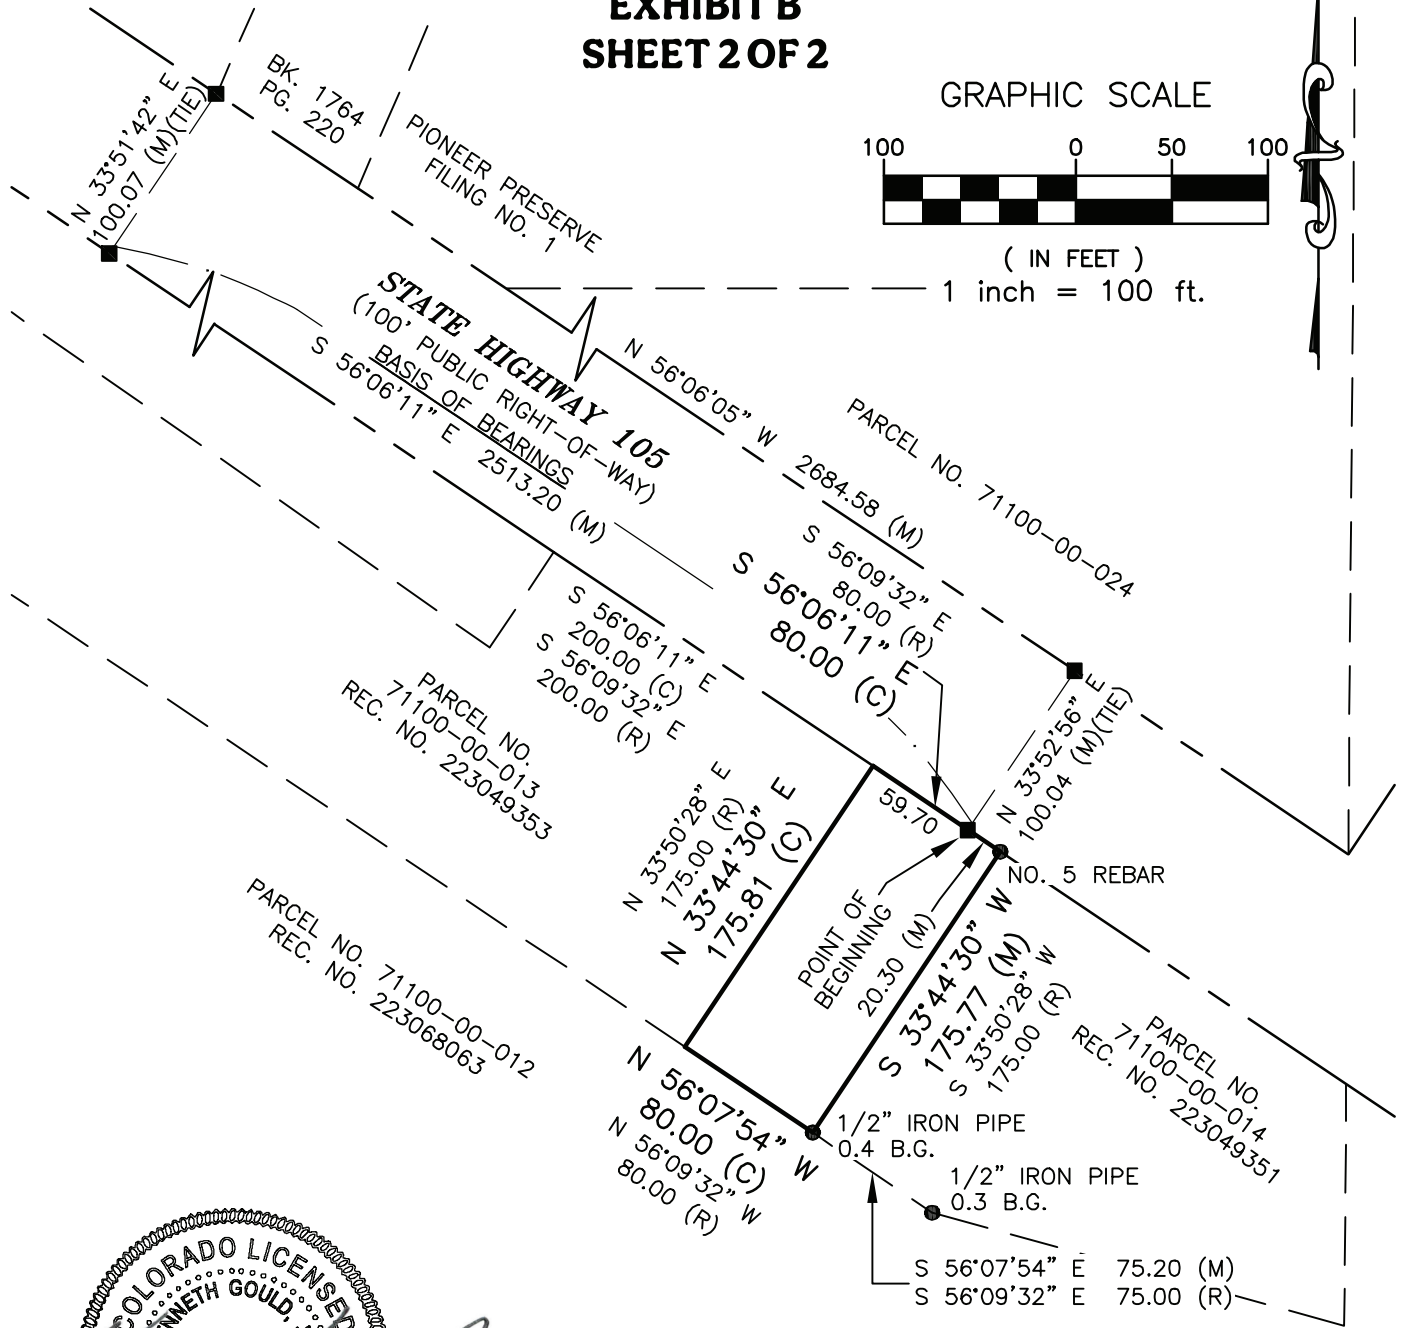 EXHIBIT B
SHEET 2 OF 2
GRAPHIC SCALE
100 0 50 100
( IN FEET )
1 inch = 100 ft.
BK. 1764
PG. 220
PIONEER PRESERVE
FILING NO. 1
N 33°51'42" E
100.07 (M)(TIE)
STATE HIGHWAY 105
(100' PUBLIC RIGHT-OF-WAY)
BASIS OF BEARINGS
S 56°06'11" E 2513.20 (M)
N 56°06'05" W 2684.58 (M)
PARCEL NO. 71100-00-024
S 56°09'32" E
80.00 (R)
S 56°06'11" E
80.00 (C)
S 56°06'11" E
200.00 (C)
S 56°09'32" E
200.00 (R)
PARCEL NO.
71100-00-013
REC. NO. 223049353
N 33°52'56" E
100.04 (M)(TIE)
59.70
NO. 5 REBAR
N 33°50'28" E
175.00 (R)
N 33°44'30" E
175.81 (C)
POINT OF
BEGINNING
20.30 (M)
S 33°44'30" W
175.77 (M)
S 33°50'28" W
175.00 (R)
PARCEL NO. 71100-00-012
REC. NO. 223068063
PARCEL NO.
71100-00-014
REC. NO. 223049351
N 56°07'54" W
80.00 (C)
N 56°09'32" W
80.00 (R)
1/2" IRON PIPE
0.4 B.G.
1/2" IRON PIPE
0.3 B.G.
S 56°07'54" E 75.20 (M)
S 56°09'32" E 75.00 (R)
COLORADO LICENSED
GOULD,